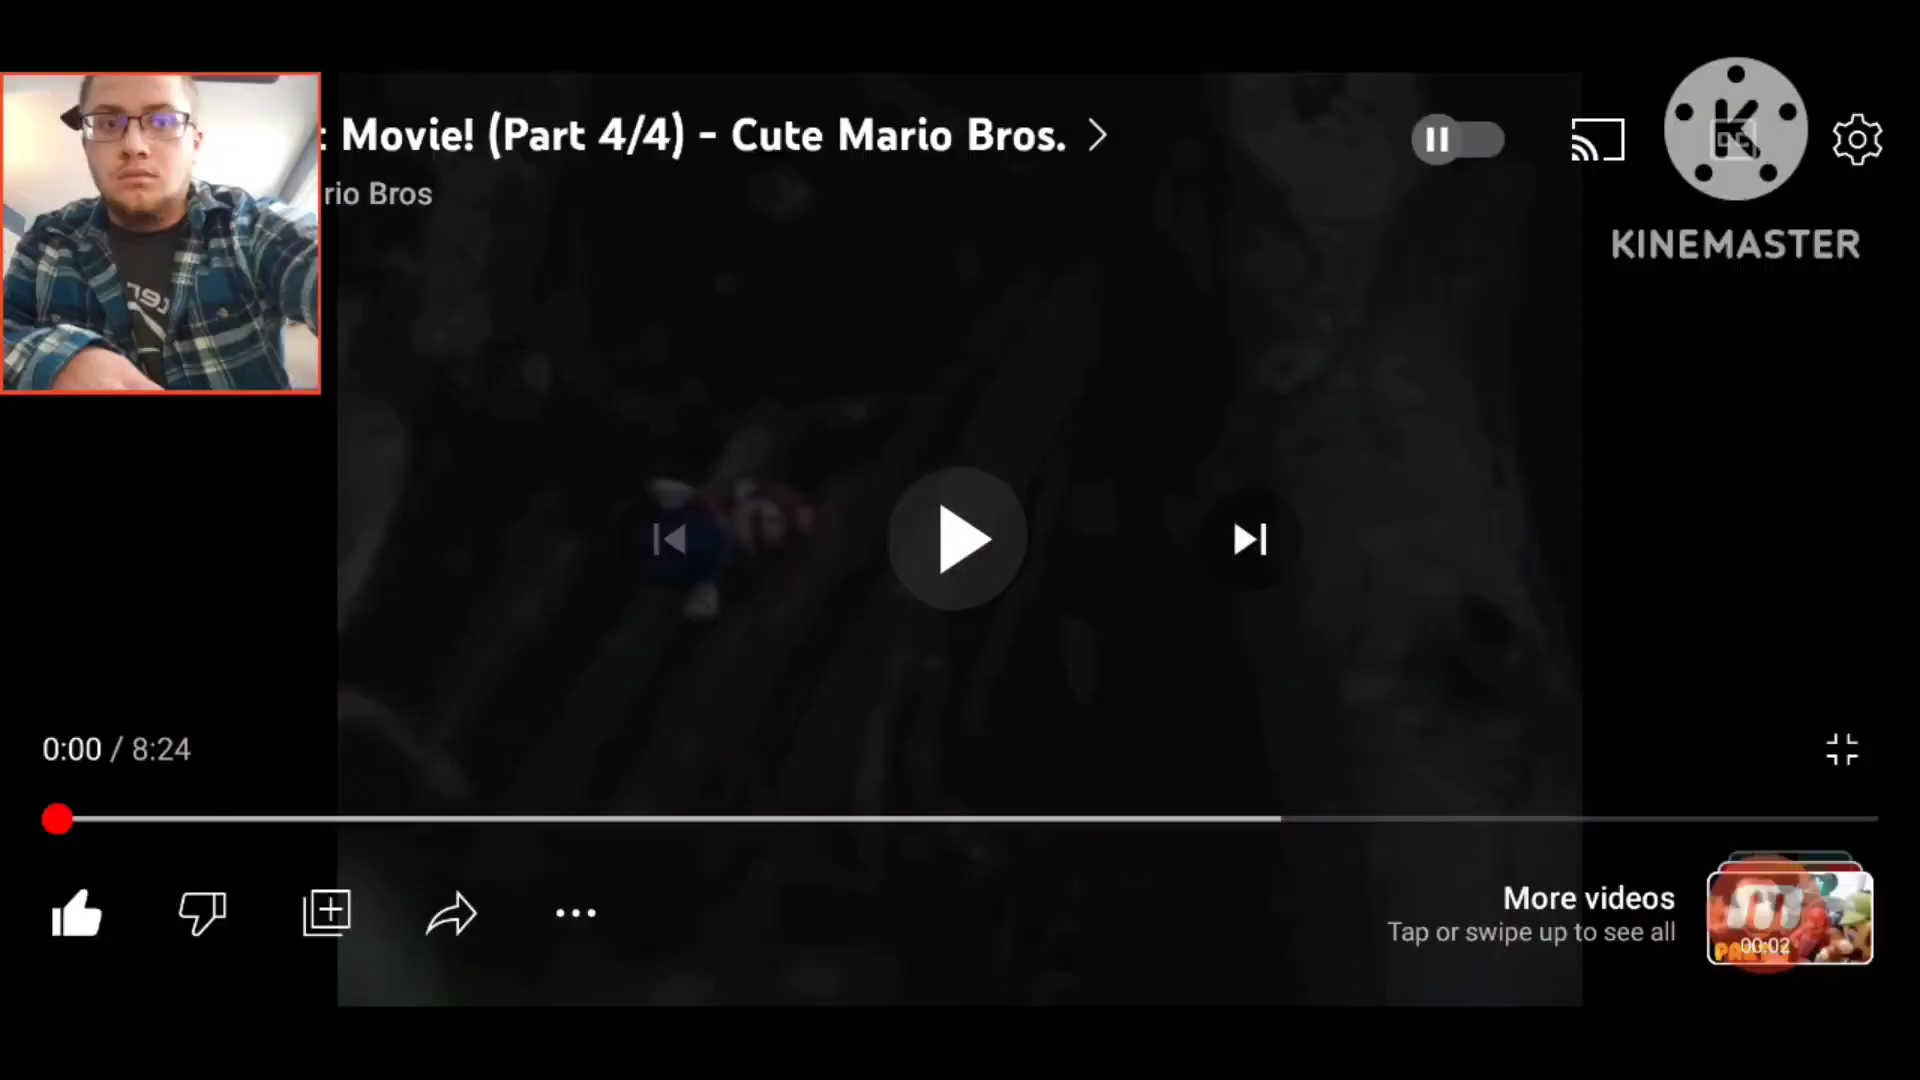 : Movie! (Part 4/4) - Cute Mario Bros.
rio Bros
KINEMASTER
0:00 / 8:24
More videos
Tap or swipe up to see all
00:02